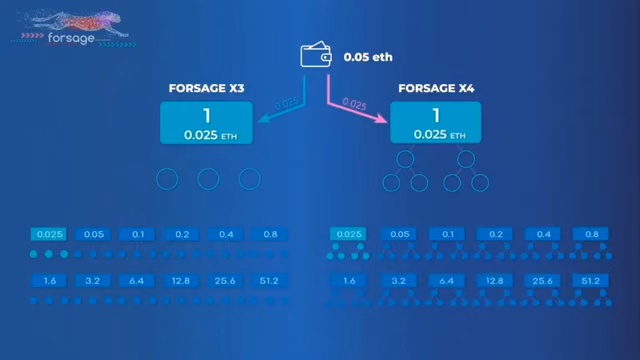 forsage
0.05 eth
FORSAGE X3
FORSAGE X4
0.025
0.025
1
0.025 ETH
1
0.025 ETH
0.025 0.05 0.1 0.2 0.4 0.8
0.025 0.05 0.1 0.2 0.4 0.8
1.6 3.2 6.4 12.8 25.6 51.2
1.6 3.2 6.4 12.8 25.6 51.2